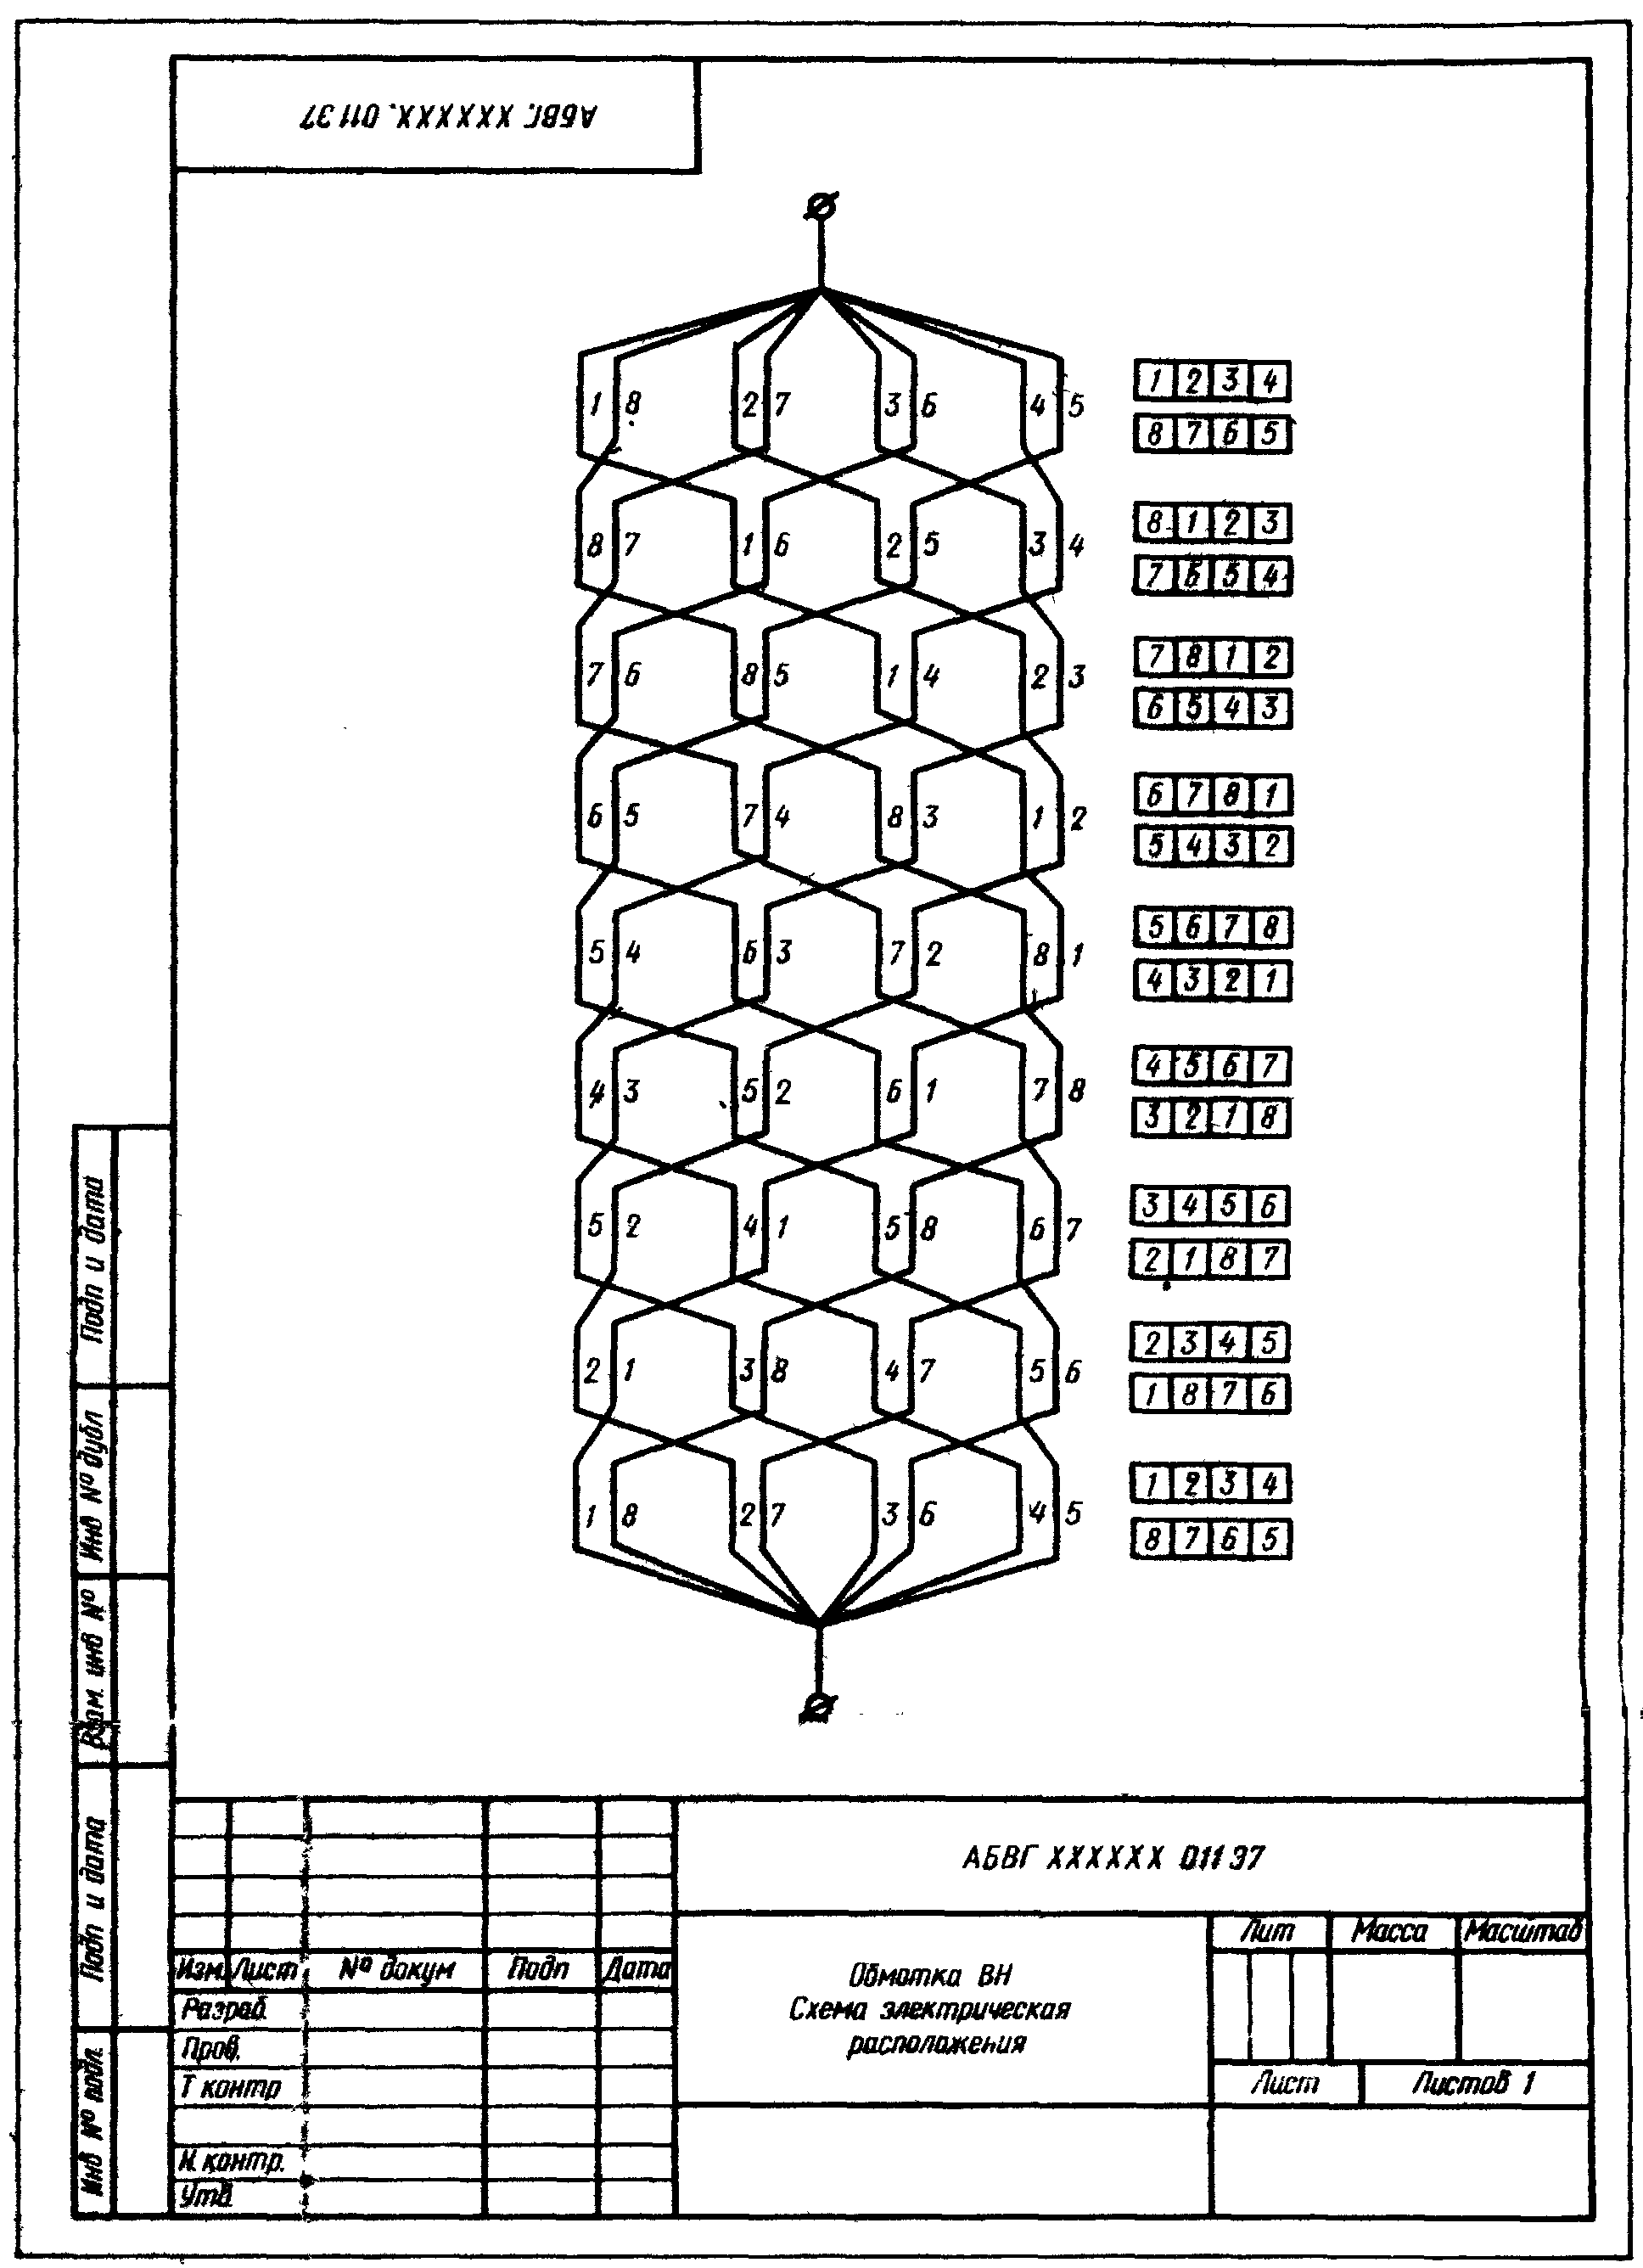 АБВГ. XXXXXX. 011 37
1 8 2 7 3 6 4 5
1 2 3 4
8 7 6 5
8 7 1 6 2 5 3 4
8 1 2 3
7 6 5 4
7 6 8 5 1 4 2 3
7 8 1 2
6 5 4 3
6 5 7 4 8 3 1 2
6 7 8 1
5 4 3 2
5 4 6 3 7 2 8 1
5 6 7 8
4 3 2 1
4 3 5 2 6 1 7 8
4 5 6 7
3 2 1 8
5 2 4 1 5 8 6 7
3 4 5 6
2 1 8 7
2 1 3 8 4 7 5 6
2 3 4 5
1 8 7 6
1 8 2 7 3 6 4 5
1 2 3 4
8 7 6 5
Подп и дата
Инв № дубл
Взам. инв №
Подп и дата
Инв № подл.
АБВГ XXXXXX 011 37
Изм. Лист № докум Подп Дата
Разраб.
Пров.
Т контр
Н. контр.
Утв.
Обмотка ВН
Схема электрическая
расположения
Лит Масса Масштаб
Лист Листов 1